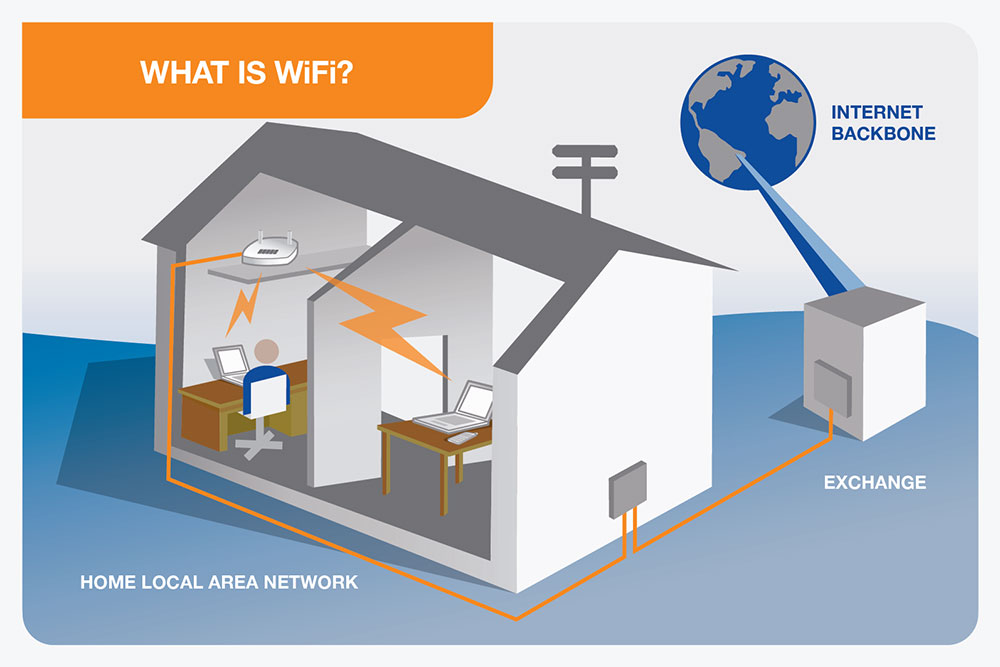 WHAT IS WiFi?
INTERNET
BACKBONE
EXCHANGE
HOME LOCAL AREA NETWORK